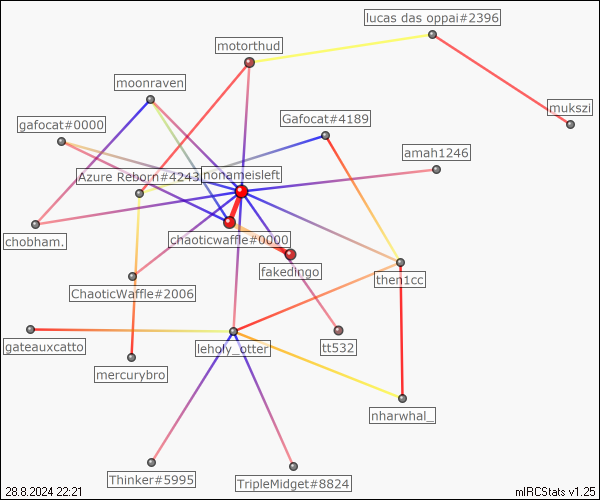 lucas das oppai#2396
motorthud
moonraven
mukszi
gafocat#0000
Gafocat#4189
amah1246
Azure Reborn#4243
nonameisleft
chobham.
chaoticwaffle#0000
fakedingo
then1cc
ChaoticWaffle#2006
gateauxcatto
leholy_otter
tt532
mercurybro
nharwhal_
Thinker#5995
TripleMidget#8824
28.8.2024 22:21
mIRCStats v1.25